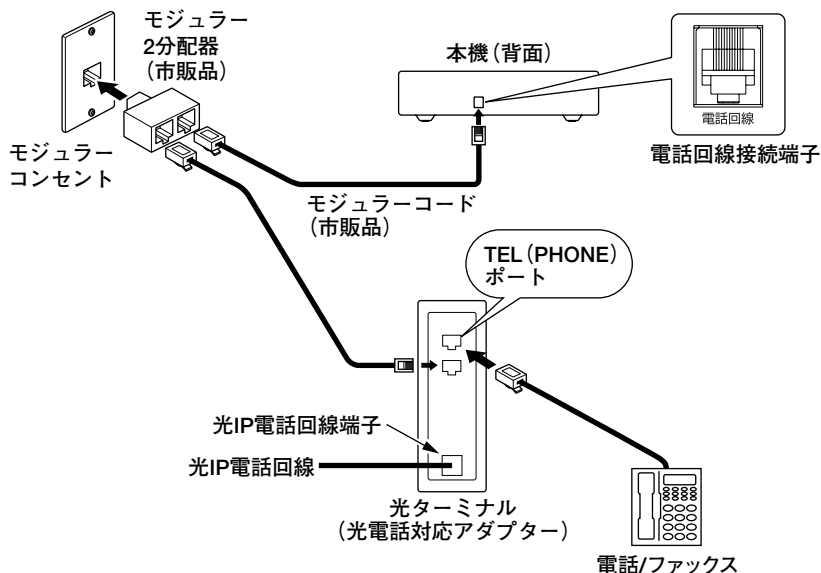 モジュラー
2分配器
（市販品）
本機（背面）
電話回線
電話回線接続端子
モジュラー
コンセント
モジュラーコード
（市販品）
TEL（PHONE）
ポート
光IP電話回線端子
光IP電話回線
光ターミナル
（光電話対応アダプター）
電話/ファックス